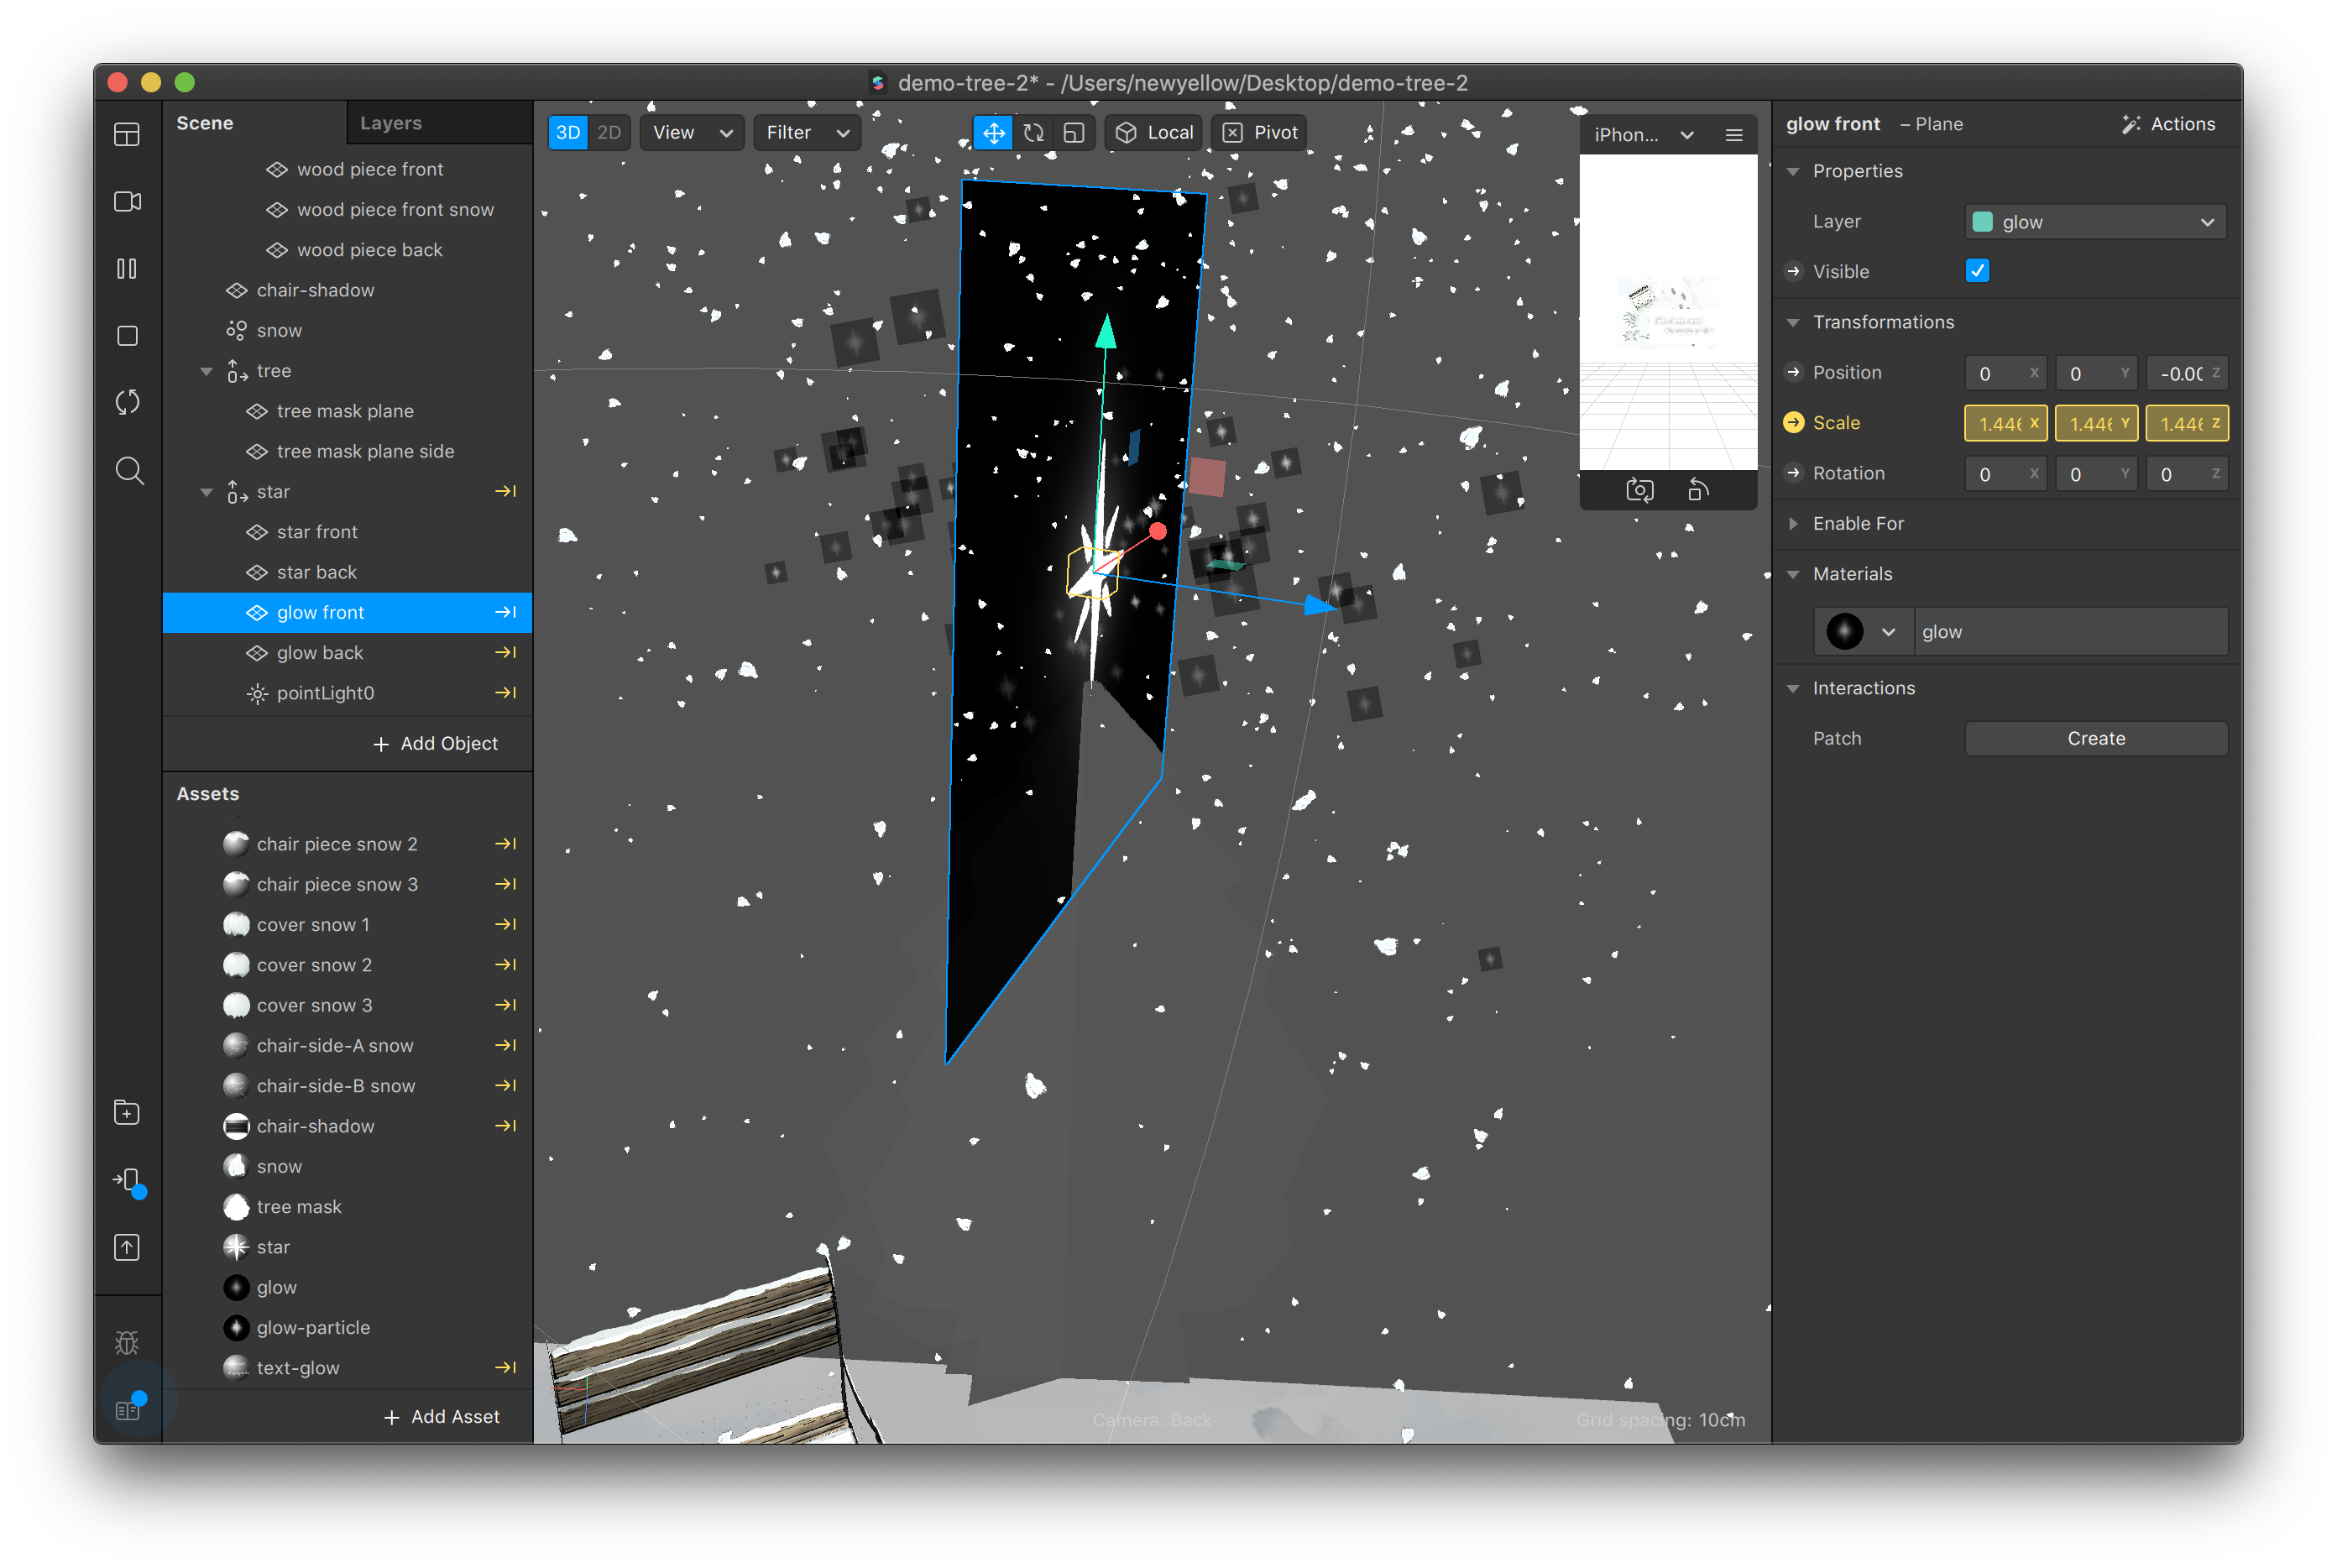 demo-tree-2* - /Users/newyellow/Desktop/demo-tree-2
Scene
Layers
wood piece front
wood piece front snow
wood piece back
chair-shadow
snow
tree
tree mask plane
tree mask plane side
star
star front
star back
glow front
glow back
pointLight0
+ Add Object
Assets
chair piece snow 2
chair piece snow 3
cover snow 1
cover snow 2
cover snow 3
chair-side-A snow
chair-side-B snow
chair-shadow
snow
tree mask
star
glow
glow-particle
text-glow
+ Add Asset
3D 2D
View
Filter
Local
Pivot
iPhon...
Camera: Back
Grid spacing: 10cm
glow front – Plane
Actions
Properties
Layer
glow
Visible
Transformations
Position 0 X 0 Y -0.0 Z
Scale 1.44 X 1.44 Y 1.44 Z
Rotation 0 X 0 Y 0 Z
Enable For
Materials
glow
Interactions
Patch
Create